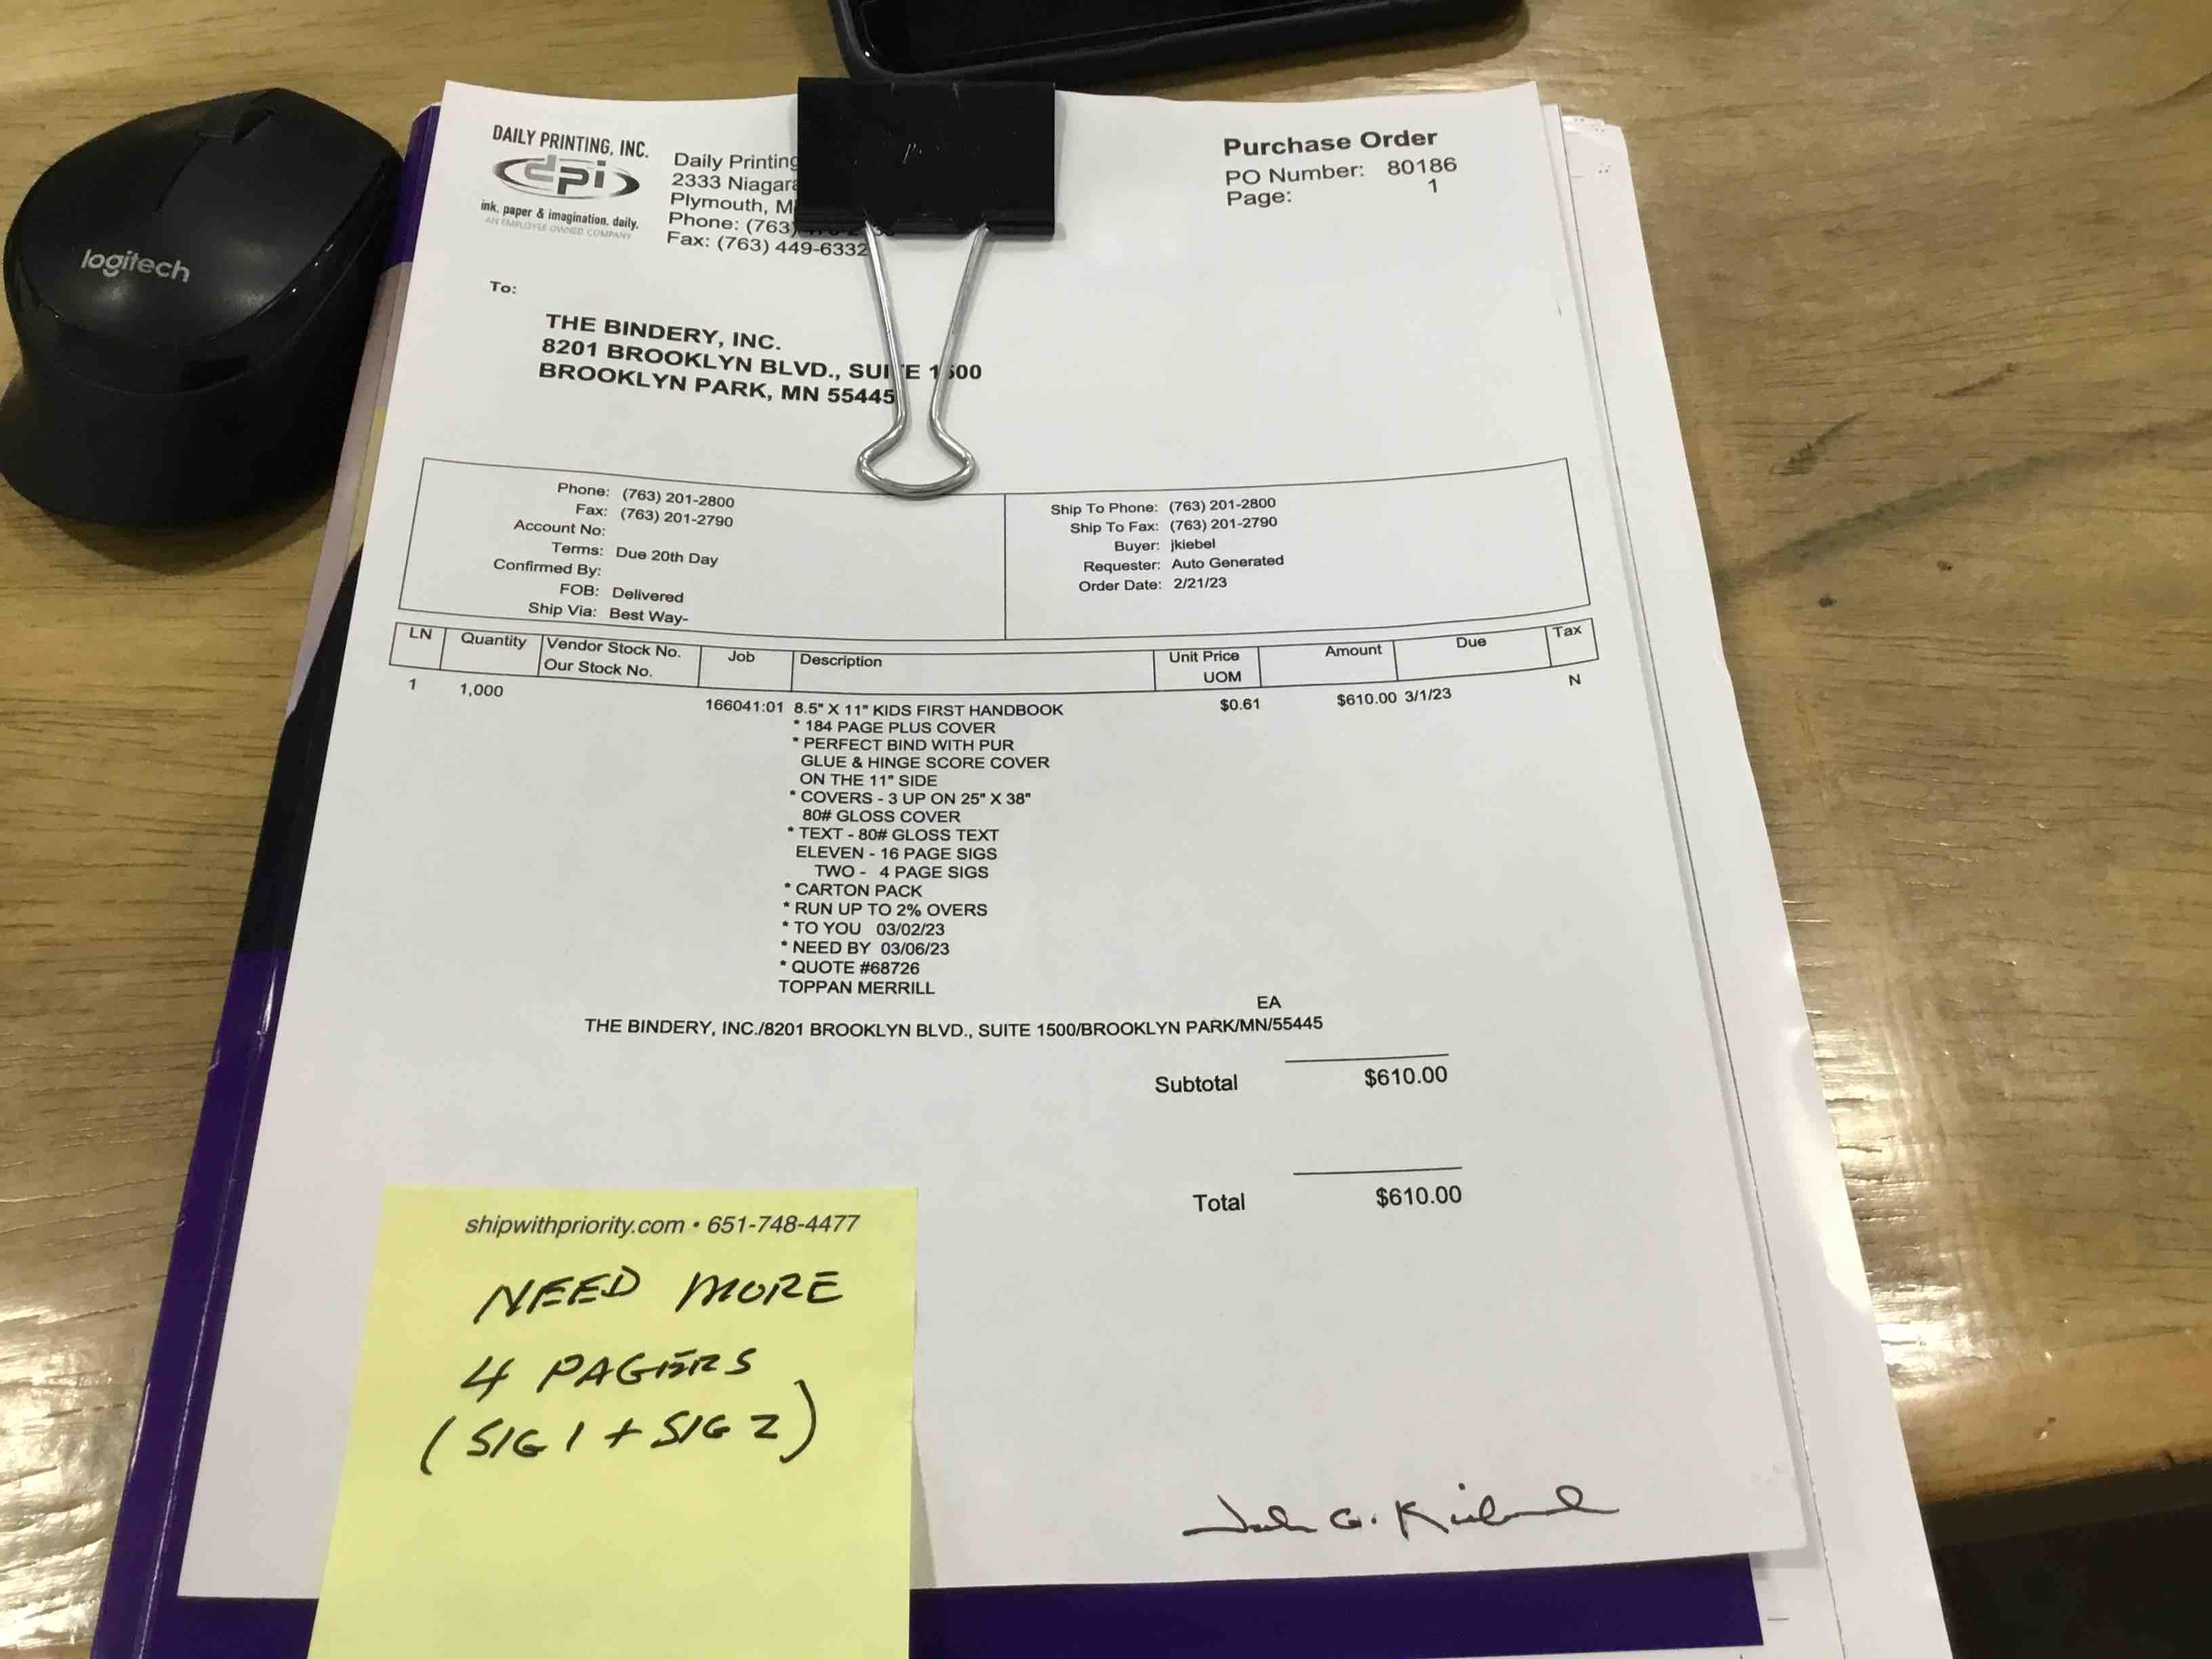 logitech
DAILY PRINTING, INC.
dpi
ink. paper & imagination. daily.
AN EMPLOYEE OWNED COMPANY
Daily Printing
2333 Niagara
Plymouth,
Phone: (763)
Fax: (763) 449-6332
Purchase Order
PO Number: 80186
Page: 1
To:
THE BINDERY, INC.
8201 BROOKLYN BLVD., SUITE 1500
BROOKLYN PARK, MN 55445
Phone: (763) 201-2800
Fax: (763) 201-2790
Account No:
Terms: Due 20th Day
Confirmed By:
FOB: Delivered
Ship Via: Best Way-
Ship To Phone: (763) 201-2800
Ship To Fax: (763) 201-2790
Buyer: jkiebel
Requester: Auto Generated
Order Date: 2/21/23
LN Quantity Vendor Stock No. Job Description Unit Price Amount Due Tax
Our Stock No. UOM
1 1,000 166041:01 8.5" X 11" KIDS FIRST HANDBOOK $0.61 $610.00 3/1/23 N
* 184 PAGE PLUS COVER
* PERFECT BIND WITH PUR
GLUE & HINGE SCORE COVER
ON THE 11" SIDE
* COVERS - 3 UP ON 25" X 38"
80# GLOSS COVER
* TEXT - 80# GLOSS TEXT
ELEVEN - 16 PAGE SIGS
TWO - 4 PAGE SIGS
* CARTON PACK
* RUN UP TO 2% OVERS
* TO YOU 03/02/23
* NEED BY 03/06/23
* QUOTE #68726
TOPPAN MERRILL
EA
THE BINDERY, INC./8201 BROOKLYN BLVD., SUITE 1500/BROOKLYN PARK/MN/55445
Subtotal $610.00
Total $610.00
shipwithpriority.com • 651-748-4477
NEED MORE
4 PAGERS
(SIG 1 + SIG 2)